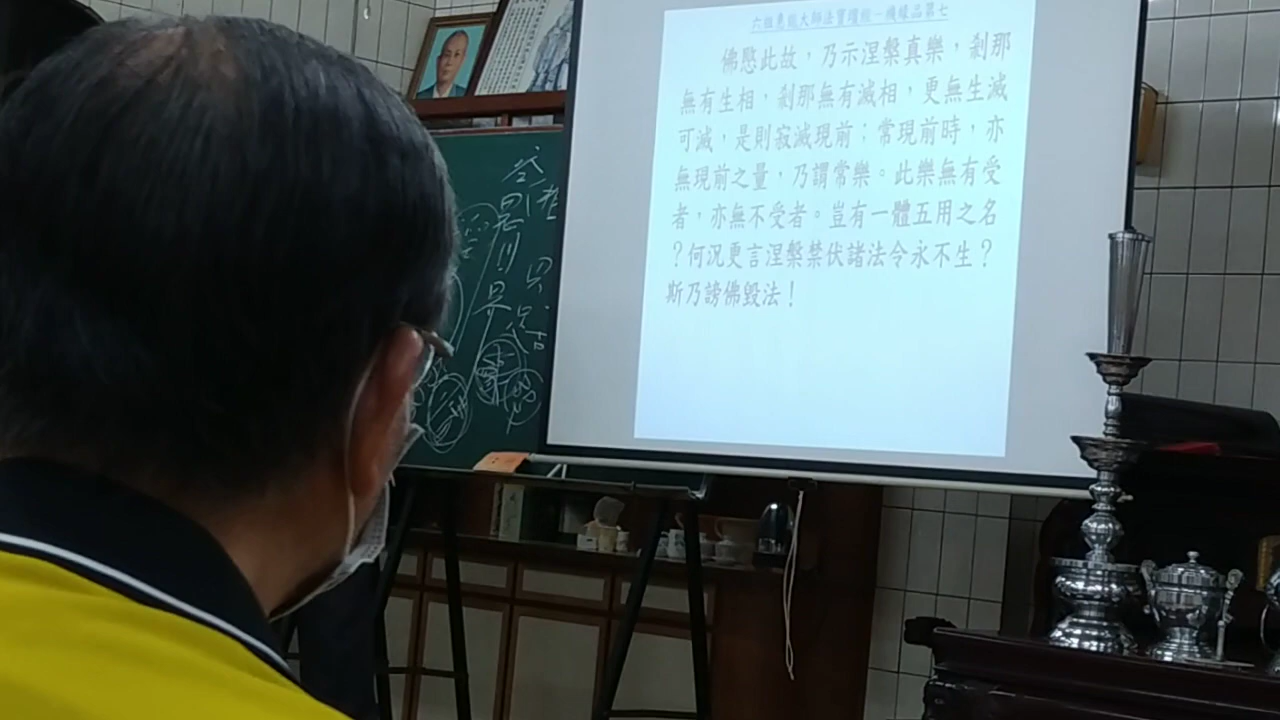 六祖惠能大師法寶壇經－機緣品第七
佛愍此故，乃示涅槃真樂，剎那
無有生相，剎那無有滅相，更無生滅
可滅，是則寂滅現前；常現前時，亦
無現前之量，乃謂常樂。此樂無有受
者，亦無不受者。豈有一體五用之名
？何況更言涅槃禁伏諸法令永不生？
斯乃謗佛毀法！